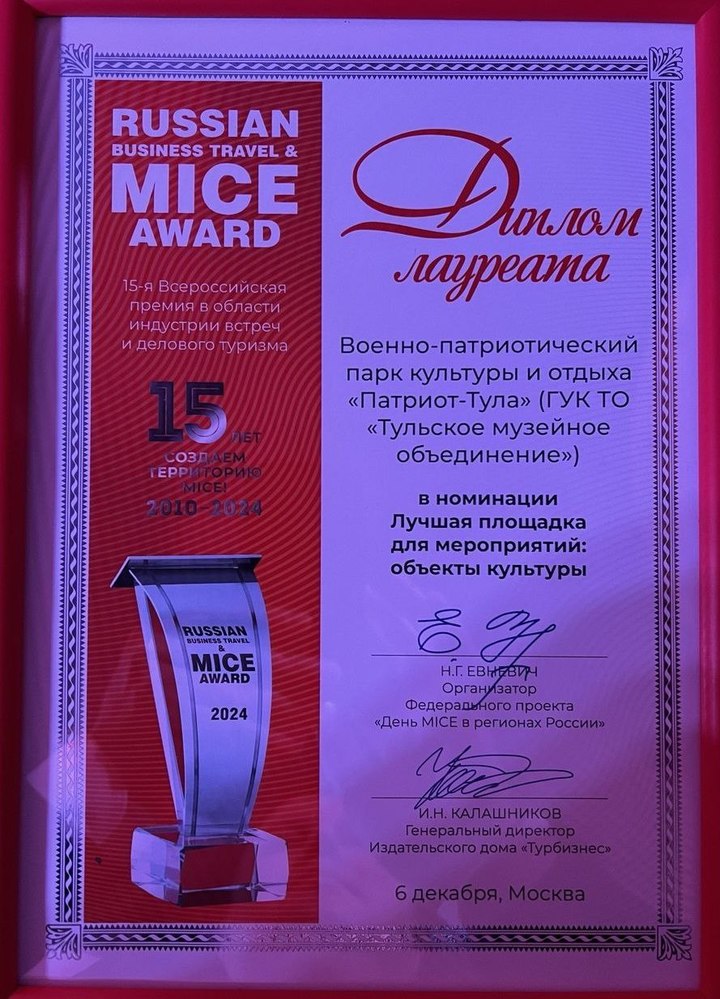 RUSSIAN
BUSINESS TRAVEL &
MICE
AWARD
15-я Всероссийская
премия в области
индустрии встреч
и делового туризма
15 ЛЕТ
СОЗДАЕМ
ТЕРРИТОРИЮ
MICE!
2010-2024
RUSSIAN
BUSINESS TRAVEL
&
MICE
AWARD
2024
Диплом
лауреата
Военно-патриотический
парк культуры и отдыха
«Патриот-Тула» (ГУК ТО
«Тульское музейное
объединение»)
в номинации
Лучшая площадка
для мероприятий:
объекты культуры
Н.Г. ЕВНЕВИЧ
Организатор
Федерального проекта
«День MICE в регионах России»
И.Н. КАЛАШНИКОВ
Генеральный директор
Издательского дома «Турбизнес»
6 декабря, Москва